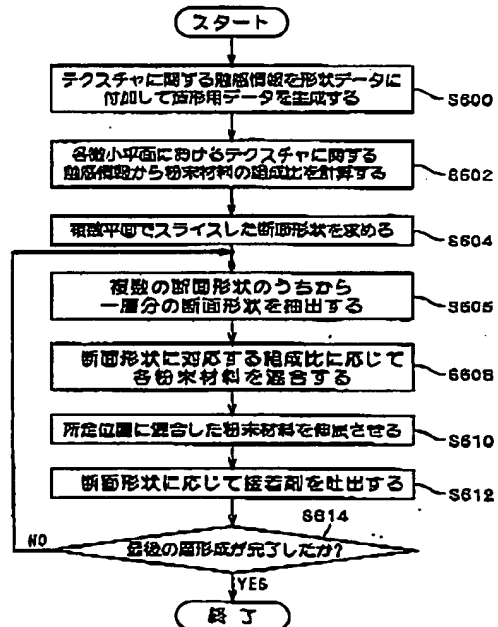 スタート
テクスチャに関する触感情報を形状データに
付加して造形用データを生成する
S600
各微小平面におけるテクスチャに関する
触感情報から粉末材料の組成比を計算する
S602
複数平面でスライスした断面形状を求める
S604
複数の断面形状のうちから
一層分の断面形状を抽出する
S606
断面形状に対応する組成比に応じて
各粉末材料を混合する
S608
所定位置に混合した粉末材料を伸展させる
S610
断面形状に応じて接着剤を吐出する
S612
S614
最後の層形成が完了したか?
NO
YES
終了